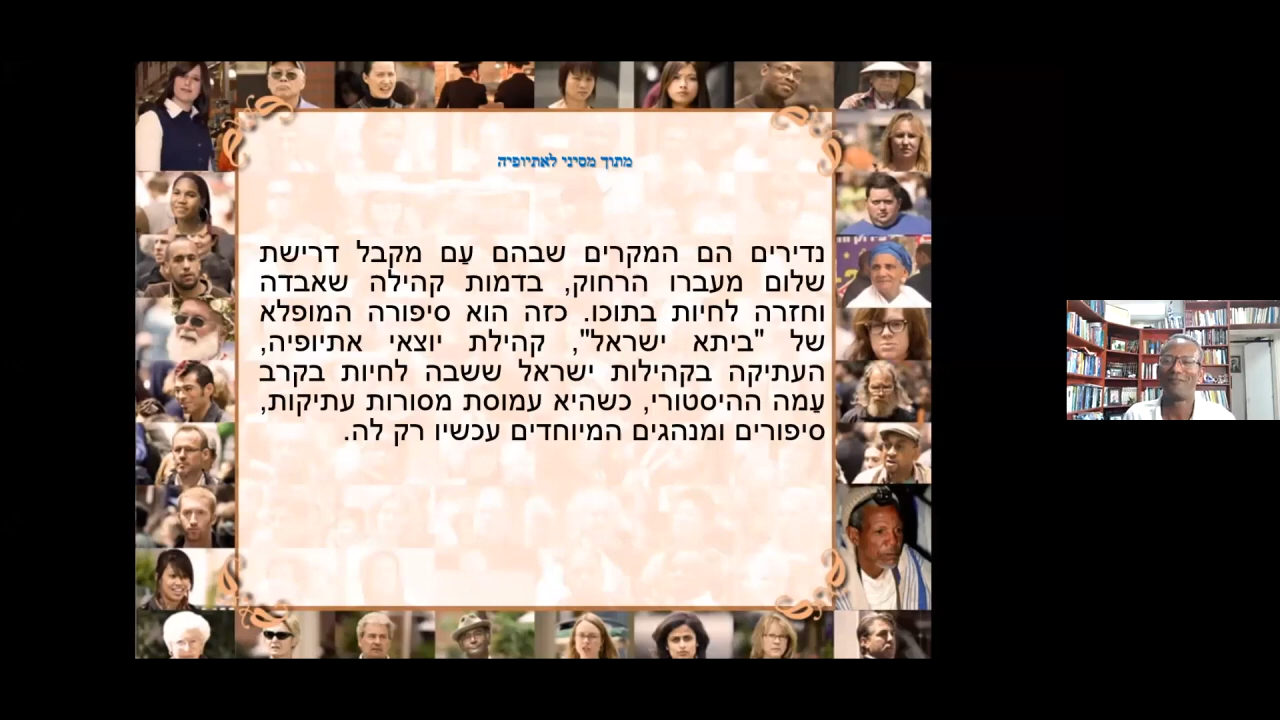 מתוך מסיני לאתיופיה
נדירים הם המקרים שבהם עַם מקבל דרישת
שלום מעברו הרחוק, בדמות קהילה שאבדה
וחזרה לחיות בתוכו. כזה הוא סיפורה המופלא
של "ביתא ישראל", קהילת יוצאי אתיופיה,
העתיקה בקהילות ישראל ששבה לחיות בקרב
עַמה ההיסטורי, כשהיא עמוסת מסורות עתיקות,
סיפורים ומנהגים המיוחדים עכשיו רק לה.